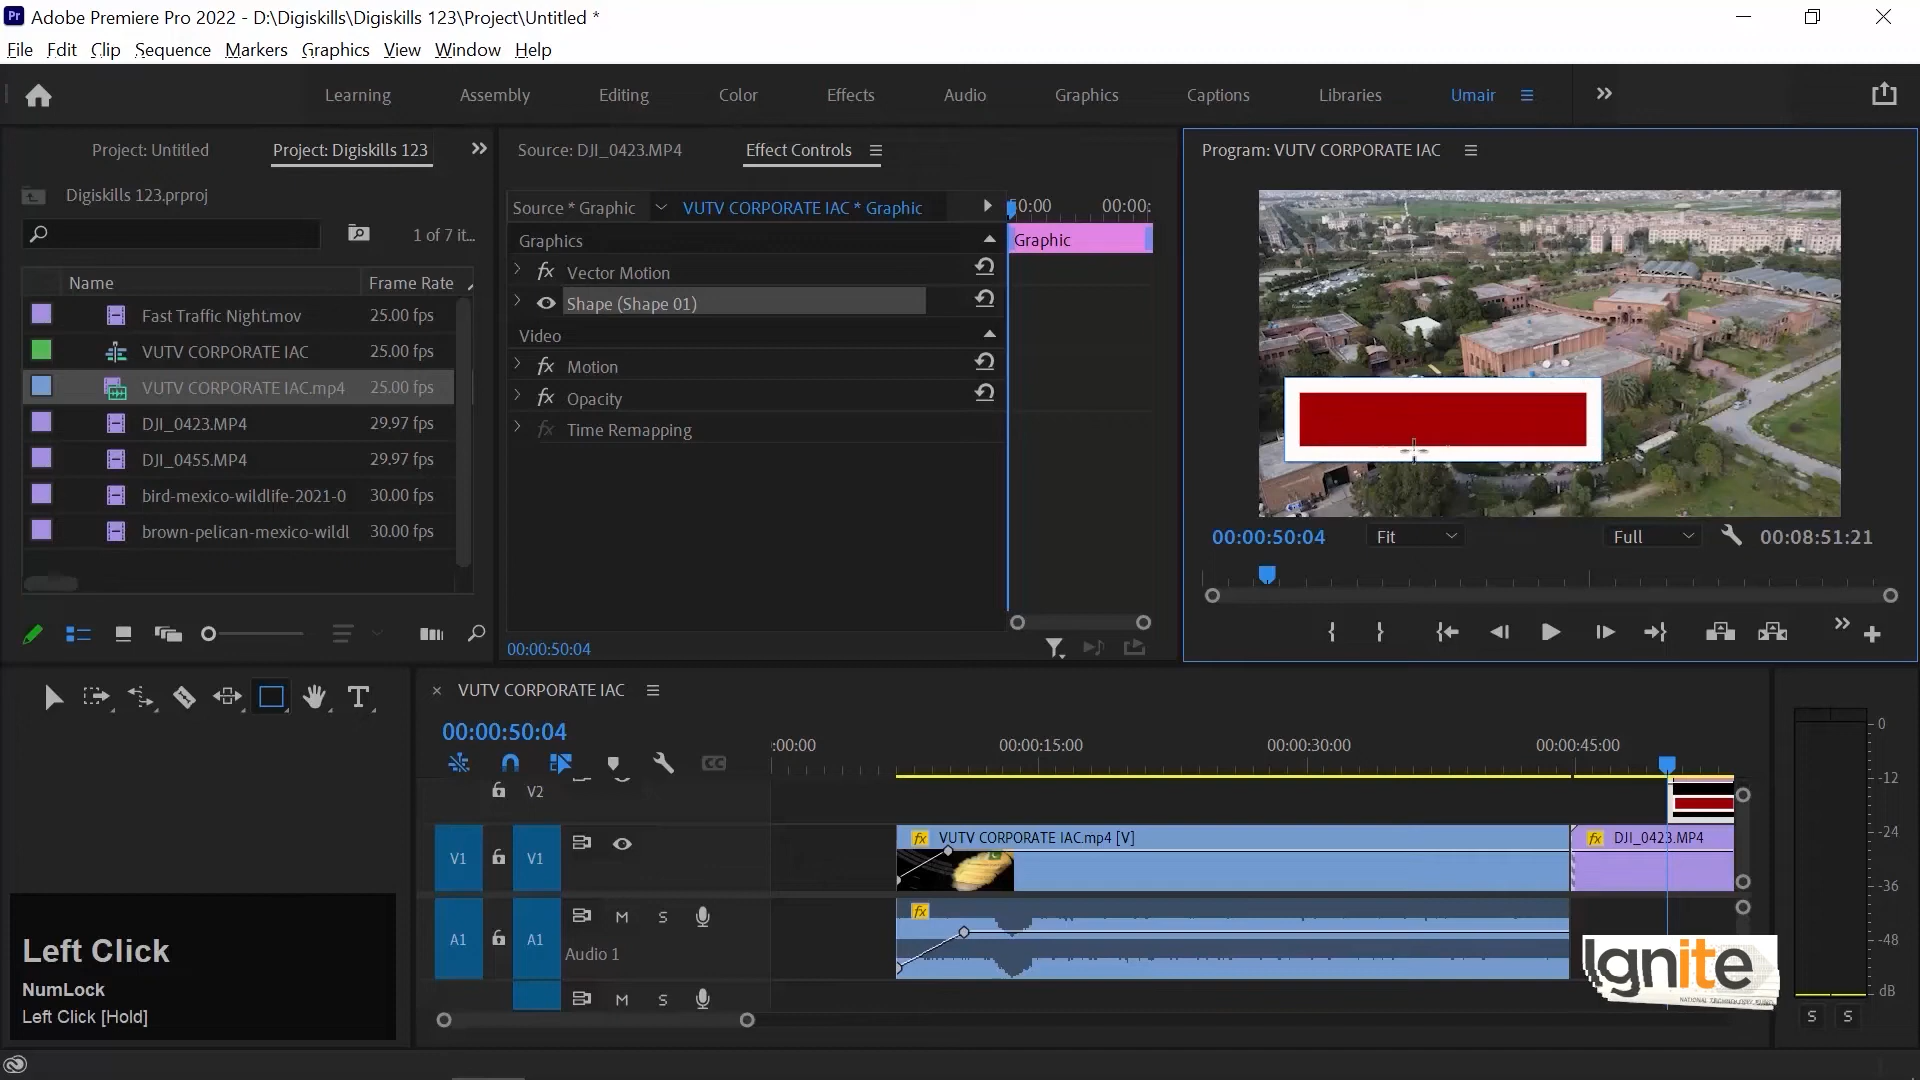 Adobe Premiere Pro 2022 - D:\Digiskills\Digiskills 123\Project\Untitled *
File Edit Clip Sequence Markers Graphics View Window Help
Learning Assembly Editing Color Effects Audio Graphics Captions Libraries Umair
Project: Untitled Project: Digiskills 123
Source: DJI_0423.MP4 Effect Controls
Program: VUTV CORPORATE IAC
Digiskills 123.prproj
1 of 7 it...
Source * Graphic VUTV CORPORATE IAC * Graphic
00:00:
Graphics
Graphic
Vector Motion
Shape (Shape 01)
Video
Motion
Opacity
Time Remapping
Name Frame Rate
Fast Traffic Night.mov 25.00 fps
VUTV CORPORATE IAC 25.00 fps
VUTV CORPORATE IAC.mp4 25.00 fps
DJI_0423.MP4 29.97 fps
DJI_0455.MP4 29.97 fps
bird-mexico-wildlife-2021-0 30.00 fps
brown-pelican-mexico-wildl 30.00 fps
00:00:50:04
00:00:50:04 Fit Full 00:08:51:21
VUTV CORPORATE IAC
00:00:50:04
:00:00 00:00:15:00 00:00:30:00 00:00:45:00
V2
V1 V1
VUTV CORPORATE IAC.mp4 [V]
DJI_0423.MP4
fx
A1 A1 M S
Audio 1
M S
0
-12
-24
-36
-48
dB
S S
Left Click
NumLock
Left Click [Hold]
Ignite
NATIONAL TECHNOLOGY FUND